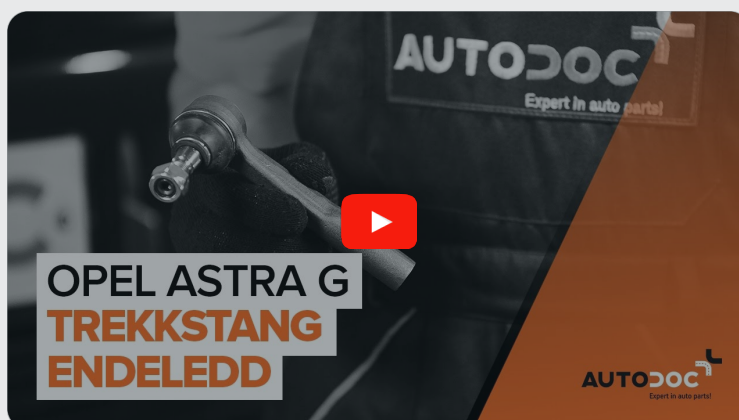 AUTODOC
Expert in auto parts!
OPEL ASTRA G
TREKKSTANG
ENDELEDD
AUTODOC
Expert in auto parts!